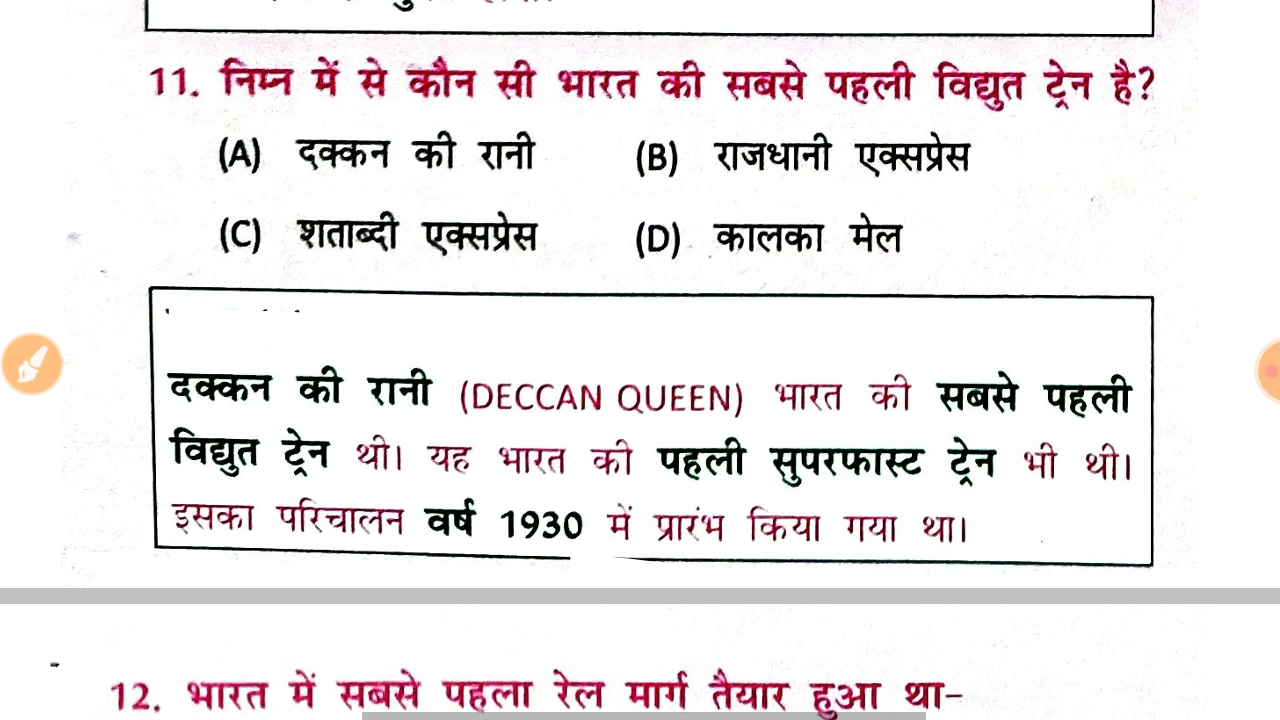 11. निम्न में से कौन सी भारत की सबसे पहली विद्युत ट्रेन है?
(A) दक्कन की रानी (B) राजधानी एक्सप्रेस
(C) शताब्दी एक्सप्रेस (D) कालका मेल
दक्कन की रानी (DECCAN QUEEN) भारत की सबसे पहली
विद्युत ट्रेन थी। यह भारत की पहली सुपरफास्ट ट्रेन भी थी।
इसका परिचालन वर्ष 1930 में प्रारंभ किया गया था।
12. भारत में सबसे पहला रेल मार्ग तैयार हुआ था-